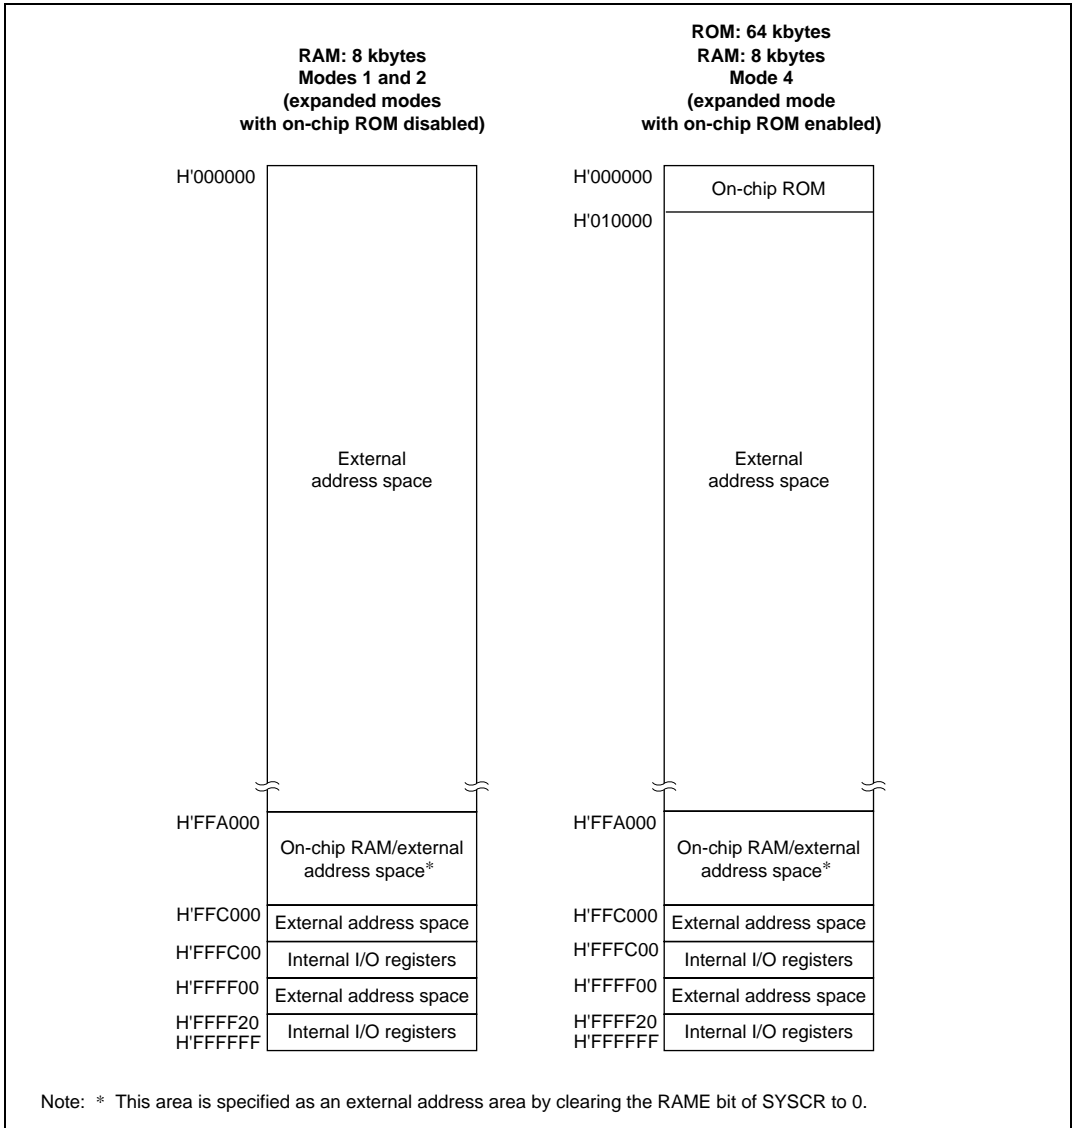 RAM: 8 kbytes
Modes 1 and 2
(expanded modes
with on-chip ROM disabled)
H'000000
External
address space
H'FFA000
On-chip RAM/external
address space*
H'FFC000
External address space
H'FFFC00
Internal I/O registers
H'FFFF00
External address space
H'FFFF20
Internal I/O registers
H'FFFFFF
ROM: 64 kbytes
RAM: 8 kbytes
Mode 4
(expanded mode
with on-chip ROM enabled)
H'000000
On-chip ROM
H'010000
External
address space
H'FFA000
On-chip RAM/external
address space*
H'FFC000
External address space
H'FFFC00
Internal I/O registers
H'FFFF00
External address space
H'FFFF20
Internal I/O registers
H'FFFFFF
Note: * This area is specified as an external address area by clearing the RAME bit of SYSCR to 0.